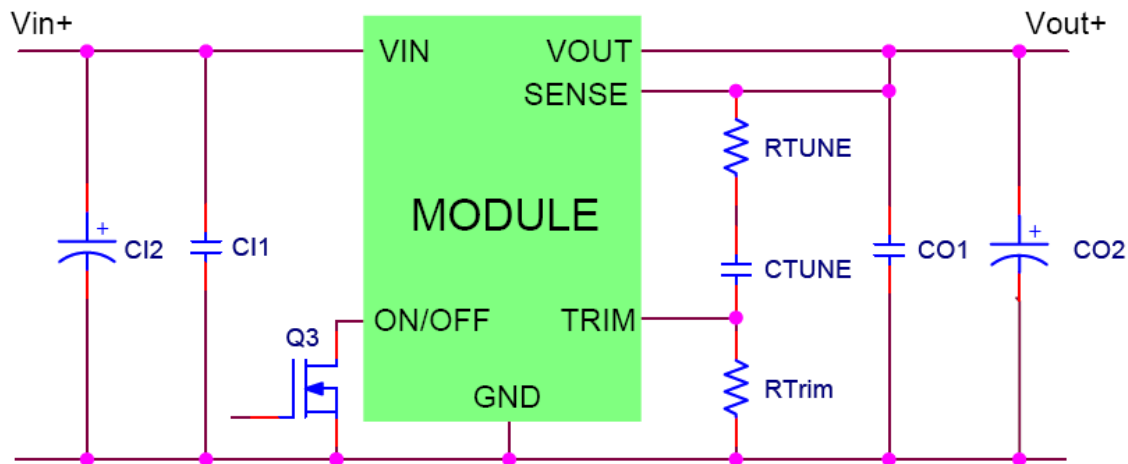 Vin+
Vout+
VIN
VOUT
SENSE
RTUNE
MODULE
+
CI2
CI1
CTUNE
CO1
+
CO2
ON/OFF
TRIM
Q3
RTrim
GND